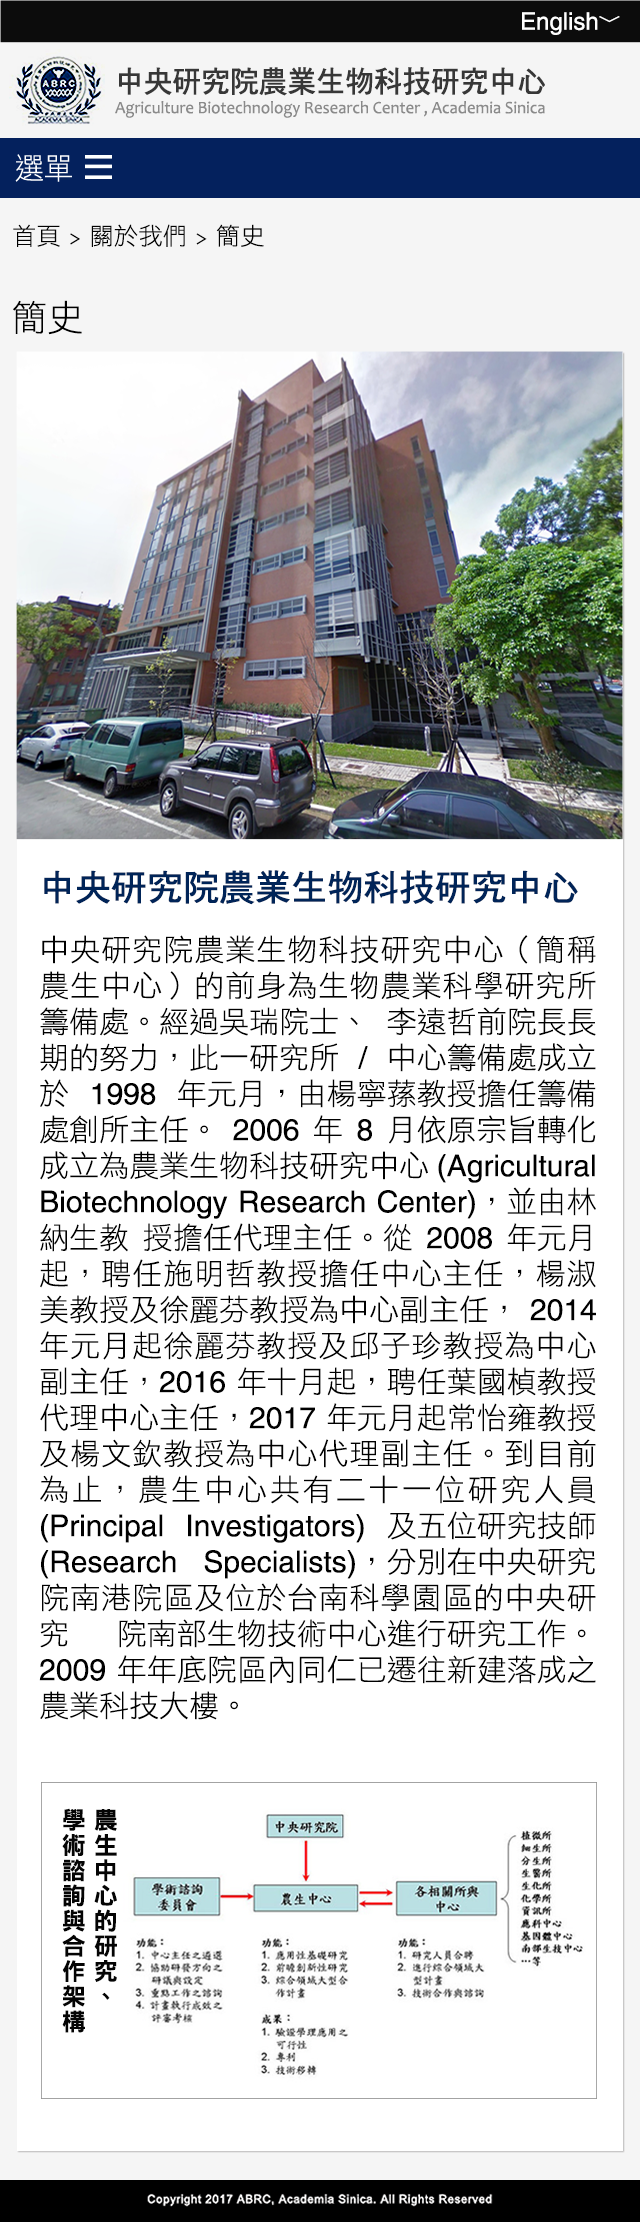 English
中央研究院農業生物科技研究中心
Agriculture Biotechnology Research Center , Academia Sinica
ABRC
選單
首頁 > 關於我們 > 簡史
簡史
中央研究院農業生物科技研究中心
中央研究院農業生物科技研究中心（簡稱
農生中心）的前身為生物農業科學研究所
籌備處。經過吳瑞院士、 李遠哲前院長長
期的努力，此一研究所 / 中心籌備處成立
於 1998 年元月，由楊寧蓀教授擔任籌備
處創所主任。 2006 年 8 月依原宗旨轉化
成立為農業生物科技研究中心 (Agricultural
Biotechnology Research Center)，並由林
納生教 授擔任代理主任。從 2008 年元月
起，聘任施明哲教授擔任中心主任，楊淑
美教授及徐麗芬教授為中心副主任， 2014
年元月起徐麗芬教授及邱子珍教授為中心
副主任，2016 年十月起，聘任葉國楨教授
代理中心主任，2017 年元月起常怡雍教授
及楊文欽教授為中心代理副主任。到目前
為止，農生中心共有二十一位研究人員
(Principal Investigators) 及五位研究技師
(Research Specialists)，分別在中央研究
院南港院區及位於台南科學園區的中央研
究 院南部生物技術中心進行研究工作。
2009 年年底院區內同仁已遷往新建落成之
農業科技大樓。
農生中心的研究、
學術諮詢與合作架構
中央研究院
學術諮詢
委員會
農生中心
各相關所與
中心
植微所
細生所
分生所
生醫所
生化所
化學所
資訊所
應科中心
基因體中心
南部生技中心
…等
功能：
1. 中心主任之遴選
2. 協助研發方向之
研議與設定
3. 重點工作之諮詢
4. 計畫執行成效之
評審考核
功能：
1. 應用性基礎研究
2. 前瞻創新性研究
3. 綜合領域大型合
作計畫
成果：
1. 驗證學理應用之
可行性
2. 專利
3. 技術移轉
功能：
1. 研究人員合聘
2. 進行綜合領域大
型計畫
3. 技術合作與諮詢
Copyright 2017 ABRC, Academia Sinica. All Rights Reserved